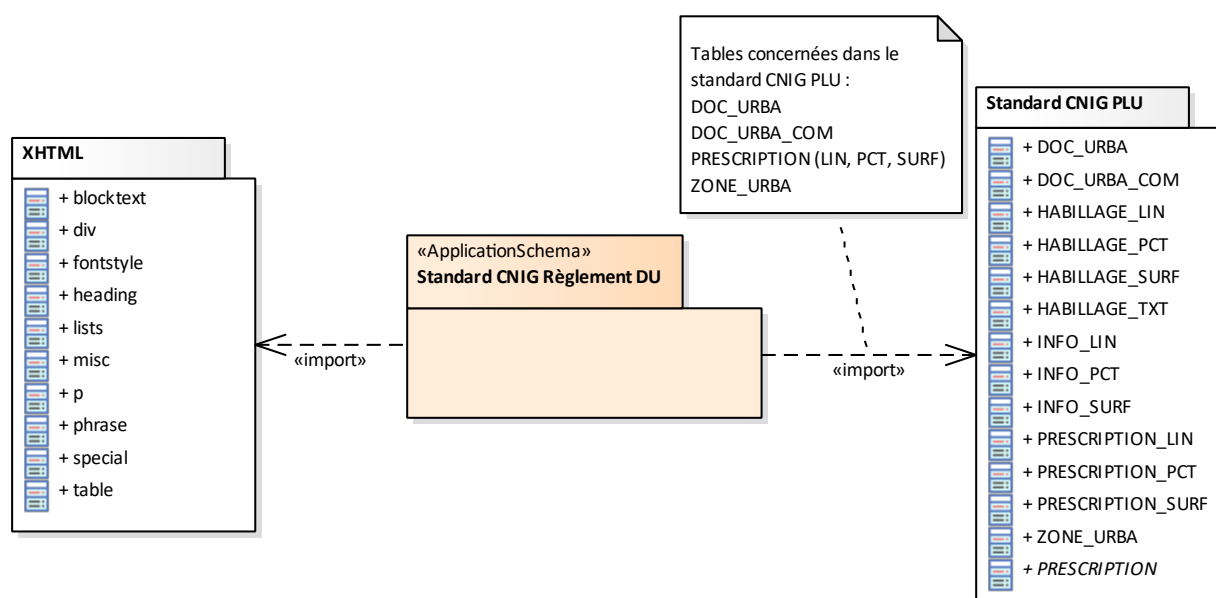 XHTML
+ blocktext
+ div
+ fontstyle
+ heading
+ lists
+ misc
+ p
+ phrase
+ special
+ table
«import»
«ApplicationSchema»
Standard CNIG Règlement DU
Tables concernées dans le
standard CNIG PLU :
DOC_URBA
DOC_URBA_COM
PRESCRIPTION (LIN, PCT, SURF)
ZONE_URBA
«import»
Standard CNIG PLU
+ DOC_URBA
+ DOC_URBA_COM
+ HABILLAGE_LIN
+ HABILLAGE_PCT
+ HABILLAGE_SURF
+ HABILLAGE_TXT
+ INFO_LIN
+ INFO_PCT
+ INFO_SURF
+ PRESCRIPTION_LIN
+ PRESCRIPTION_PCT
+ PRESCRIPTION_SURF
+ ZONE_URBA
+ PRESCRIPTION